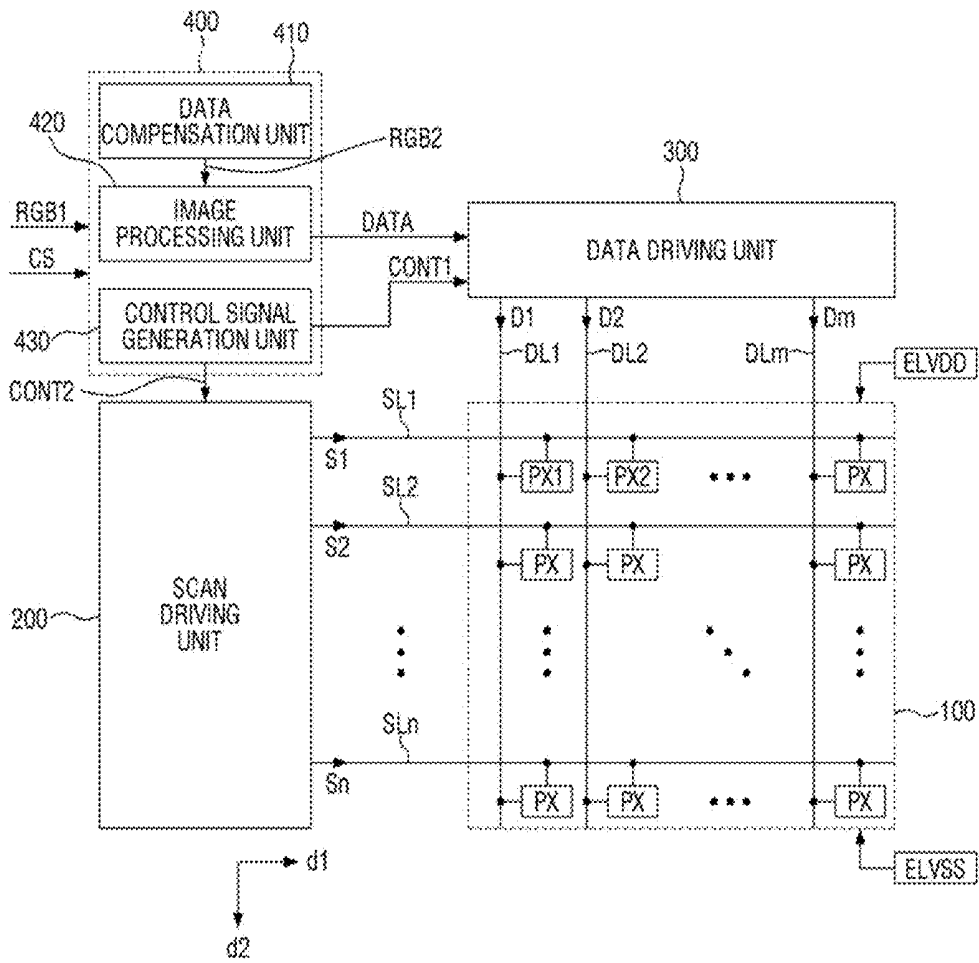 400
410
DATA
COMPENSATION UNIT
420
RGB2
300
RGB1
IMAGE
PROCESSING UNIT
DATA
DATA DRIVING UNIT
CS
CONT1
CONTROL SIGNAL
GENERATION UNIT
430
D1
D2
Dm
DL1
DL2
DLm
CONT2
ELVDD
SL1
S1
PX1
PX2
PX
SL2
S2
PX
PX
PX
SCAN
DRIVING
UNIT
200
100
SLn
Sn
PX
PX
PX
d1
ELVSS
d2